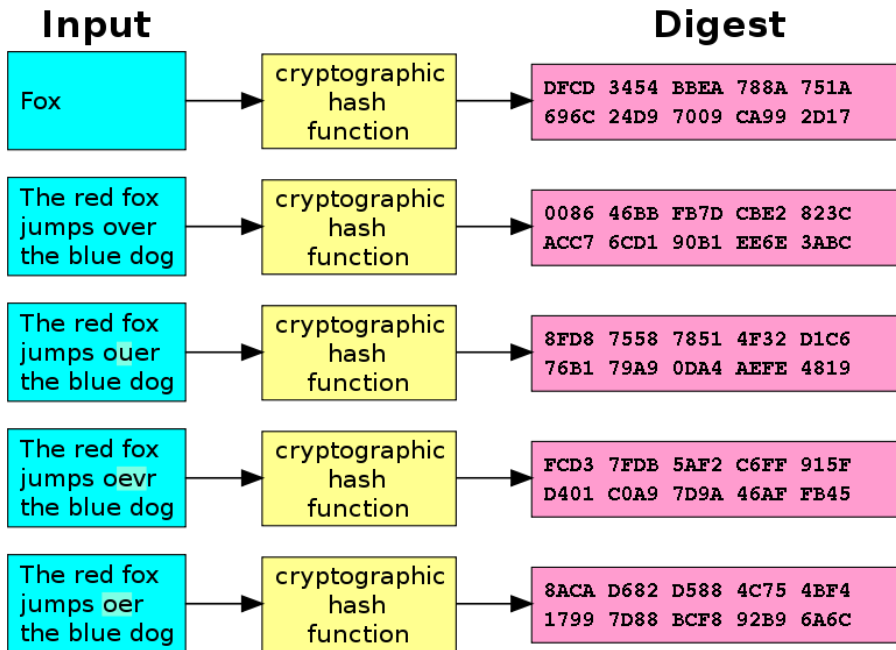 Input
Digest
Fox
cryptographic
hash
function
DFCD 3454 BBEA 788A 751A
696C 24D9 7009 CA99 2D17
The red fox
jumps over
the blue dog
cryptographic
hash
function
0086 46BB FB7D CBE2 823C
ACC7 6CD1 90B1 EE6E 3ABC
The red fox
jumps ouer
the blue dog
cryptographic
hash
function
8FD8 7558 7851 4F32 D1C6
76B1 79A9 0DA4 AEFE 4819
The red fox
jumps oevr
the blue dog
cryptographic
hash
function
FCD3 7FDB 5AF2 C6FF 915F
D401 C0A9 7D9A 46AF FB45
The red fox
jumps oer
the blue dog
cryptographic
hash
function
8ACA D682 D588 4C75 4BF4
1799 7D88 BCF8 92B9 6A6C